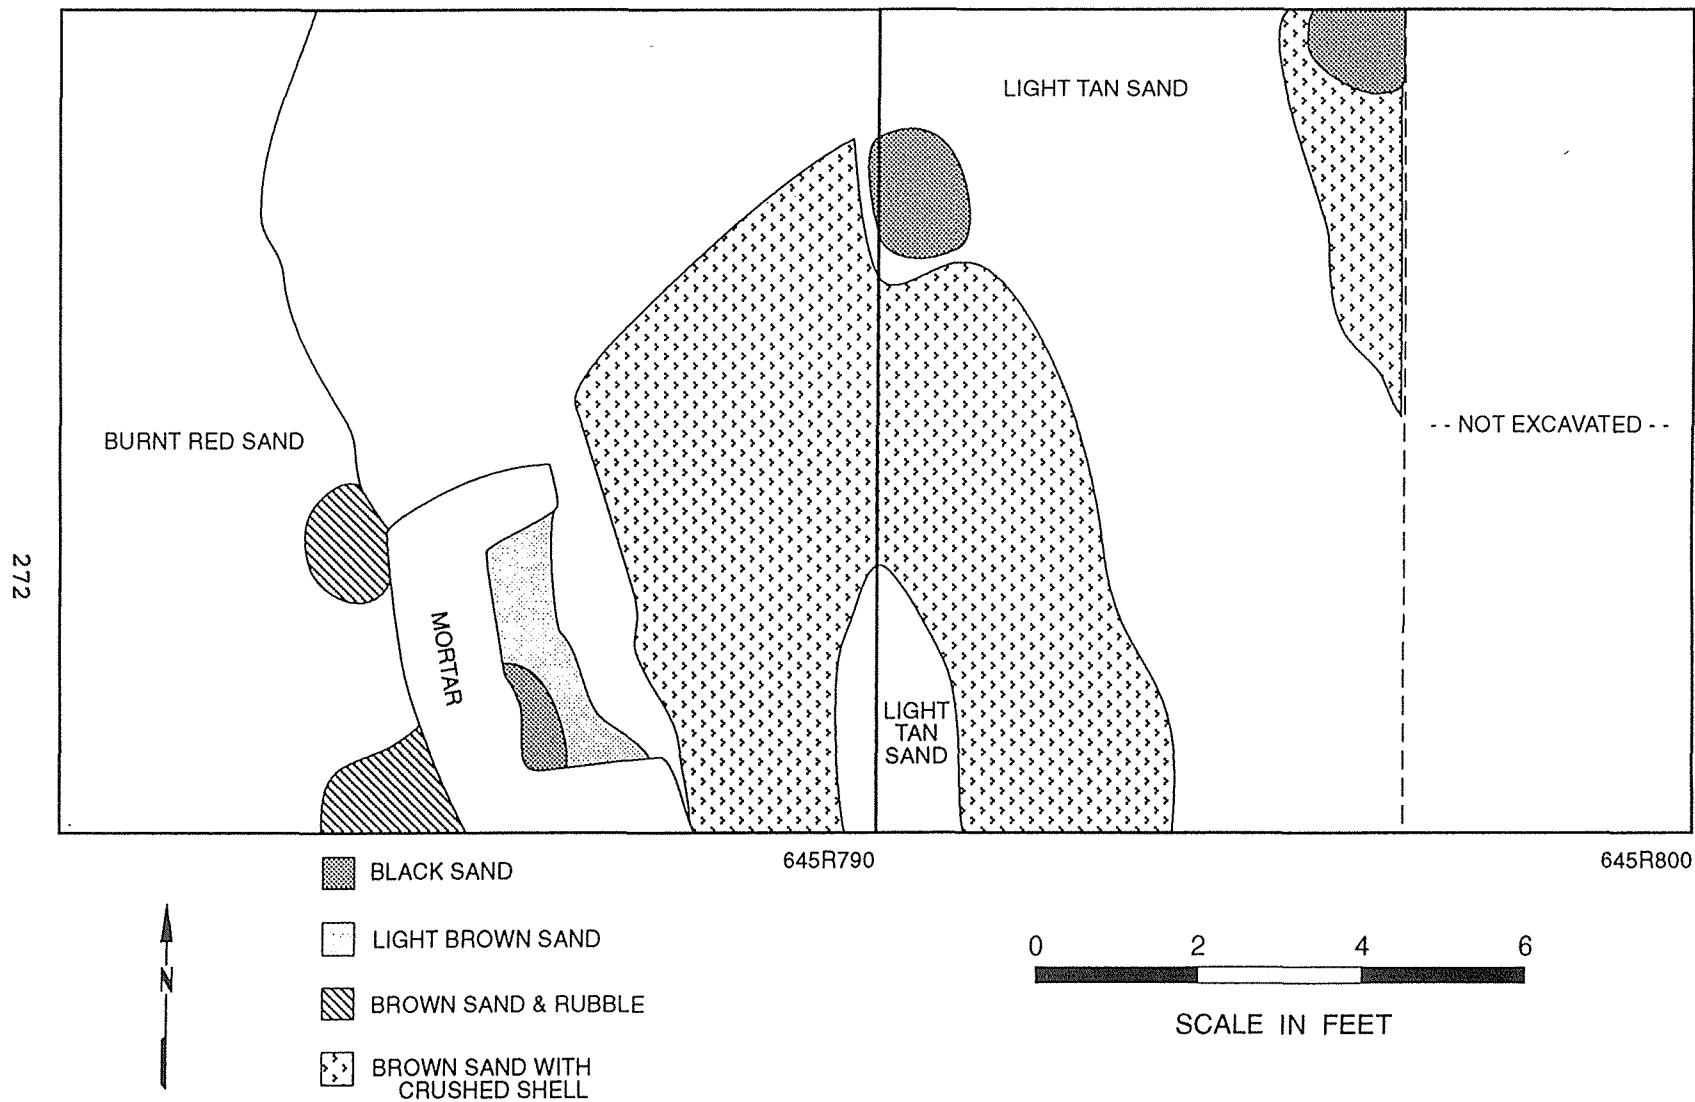 LIGHT TAN SAND
BURNT RED SAND
- - NOT EXCAVATED - -
272
MORTAR
LIGHT
TAN
SAND
645R790
645R800
BLACK SAND
LIGHT BROWN SAND
BROWN SAND & RUBBLE
BROWN SAND WITH
CRUSHED SHELL
N
0 2 4 6
SCALE IN FEET